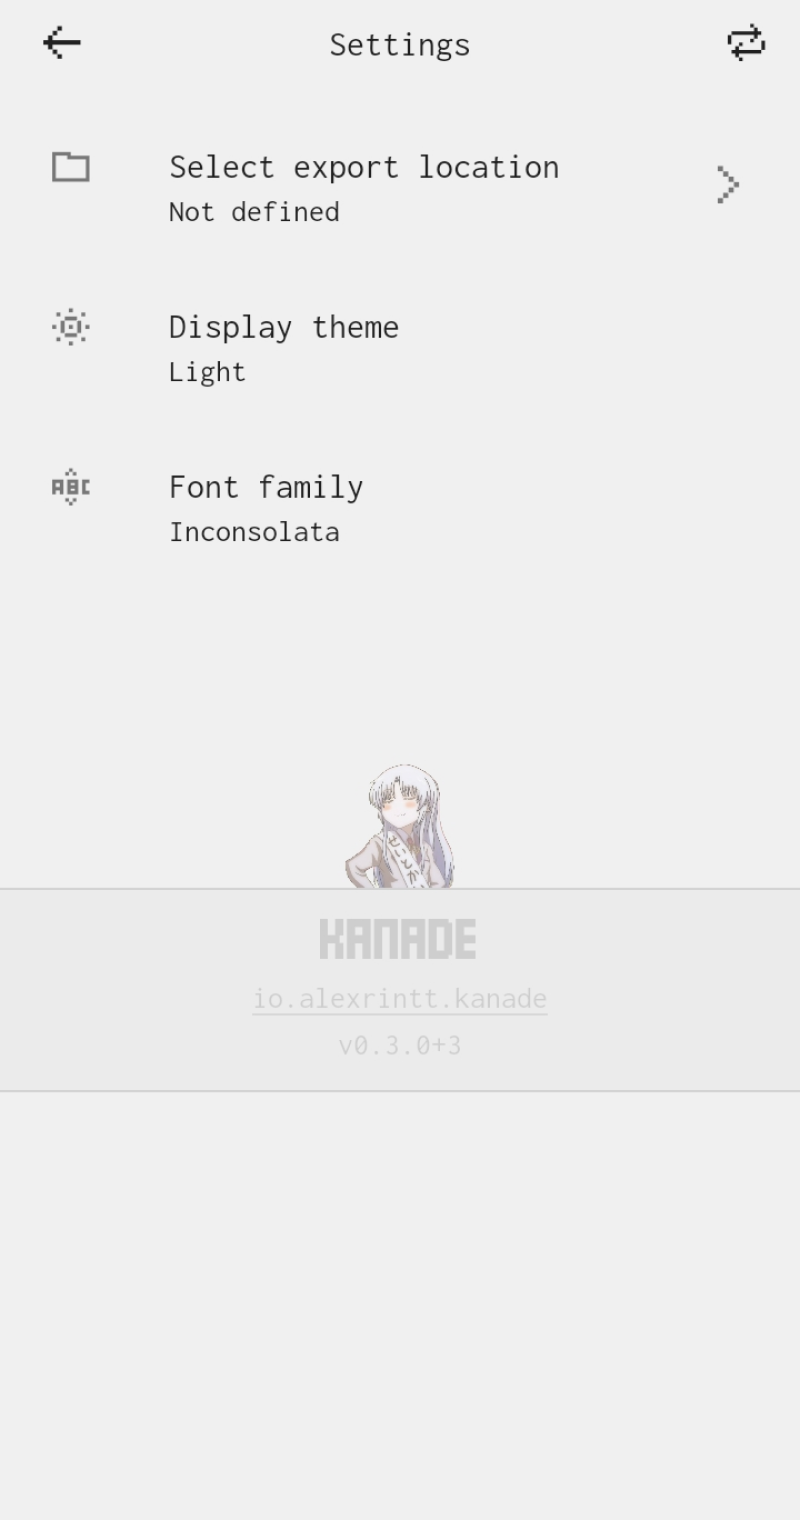 Settings
Select export location
Not defined
Display theme
Light
ABC
Font family
Inconsolata
KANADE
io.alexrintt.kanade
v0.3.0+3